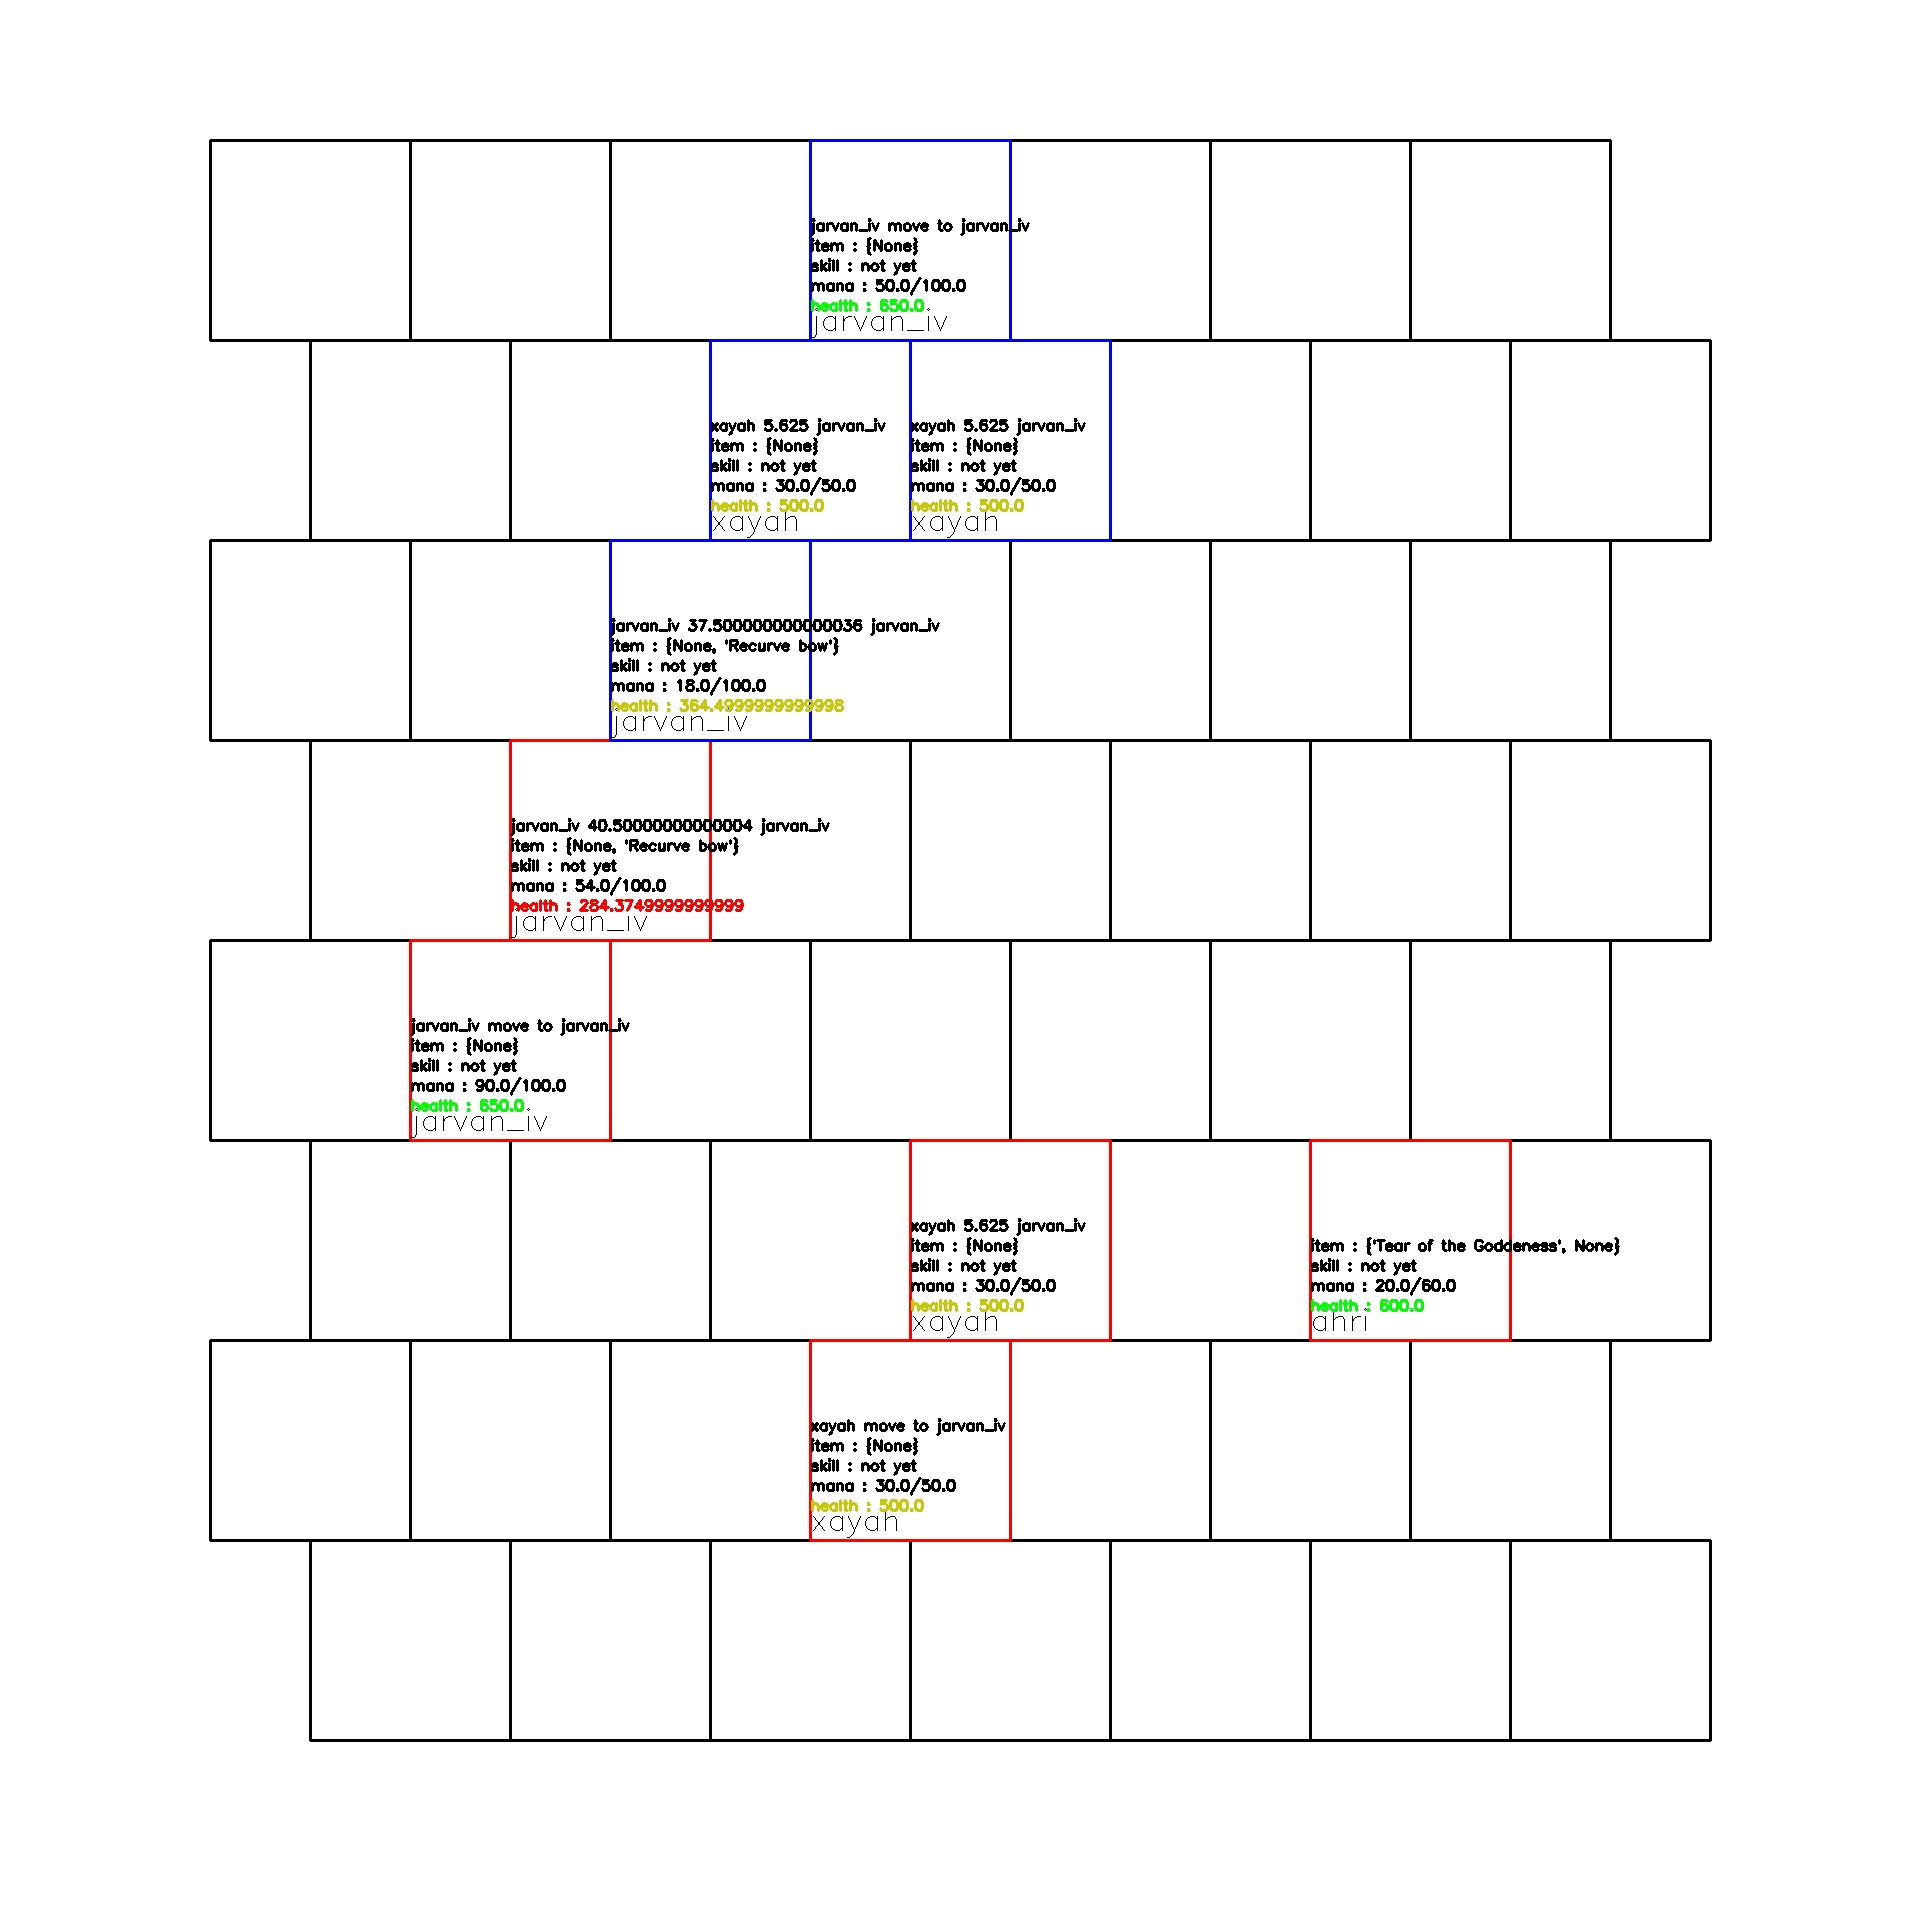 jarvan_iv move to jarvan_iv
item : {None}
skill : not yet
mana : 50.0/100.0
health : 650.0
jarvan_iv
xayah 5.625 jarvan_iv
item : {None}
skill : not yet
mana : 30.0/50.0
health : 500.0
xayah
xayah 5.625 jarvan_iv
item : {None}
skill : not yet
mana : 30.0/50.0
health : 500.0
xayah
jarvan_iv 37.500000000000036 jarvan_iv
item : {None, 'Recurve bow'}
skill : not yet
mana : 18.0/100.0
health : 364.4999999999998
jarvan_iv
jarvan_iv 40.50000000000004 jarvan_iv
item : {None, 'Recurve bow'}
skill : not yet
mana : 54.0/100.0
health : 284.3749999999999
jarvan_iv
jarvan_iv move to jarvan_iv
item : {None}
skill : not yet
mana : 90.0/100.0
health : 650.0
jarvan_iv
xayah 5.625 jarvan_iv
item : {None}
skill : not yet
mana : 30.0/50.0
health : 500.0
xayah
item : {'Tear of the Goddeness', None}
skill : not yet
mana : 20.0/60.0
health : 600.0
ahri
xayah move to jarvan_iv
item : {None}
skill : not yet
mana : 30.0/50.0
health : 500.0
xayah